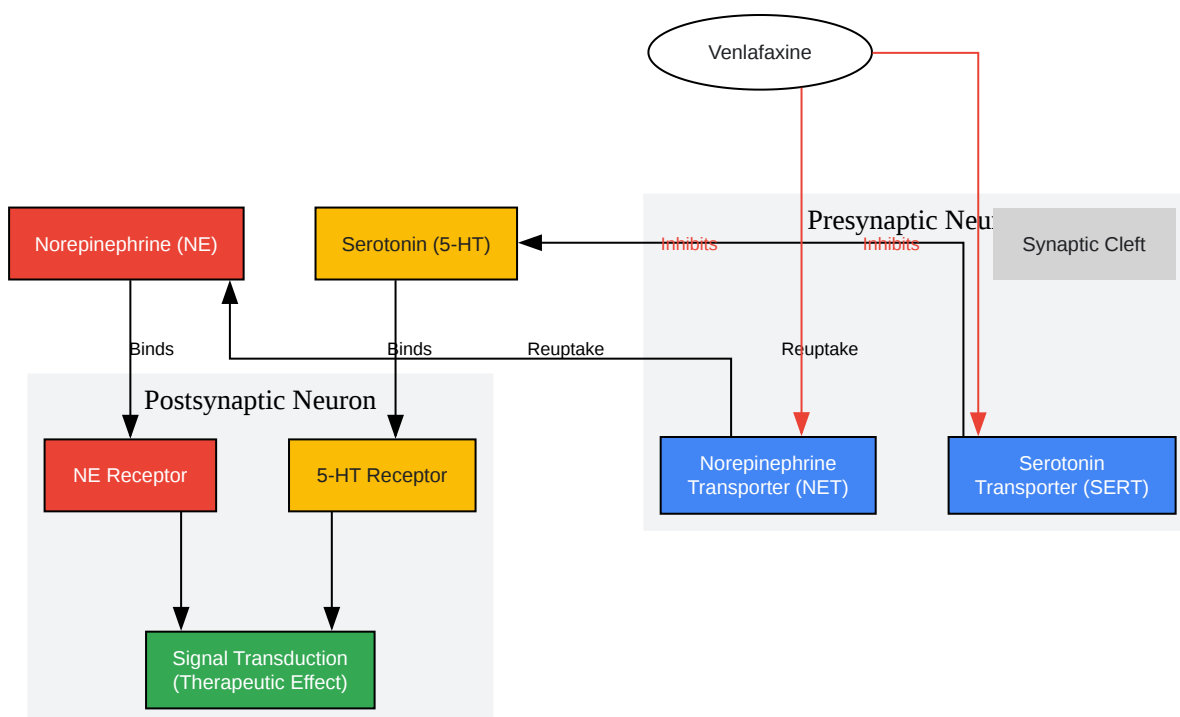 Venlafaxine
Presynaptic Neu
Norepinephrine (NE)
Serotonin (5-HT)
Inhibits
Inhibits
Synaptic Cleft
Binds
Binds
Reuptake
Reuptake
Postsynaptic Neuron
NE Receptor
5-HT Receptor
Norepinephrine
Transporter (NET)
Serotonin
Transporter (SERT)
Signal Transduction
(Therapeutic Effect)